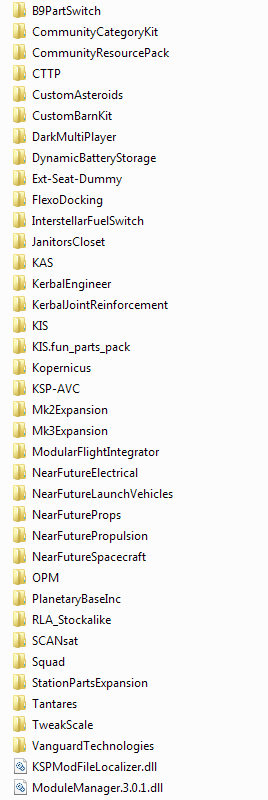 B9PartSwitch
CommunityCategoryKit
CommunityResourcePack
CTTP
CustomAsteroids
CustomBarnKit
DarkMultiPlayer
DynamicBatteryStorage
Ext-Seat-Dummy
FlexoDocking
InterstellarFuelSwitch
JanitorsCloset
KAS
KerbalEngineer
KerbalJointReinforcement
KIS
KIS.fun_parts_pack
Kopernicus
KSP-AVC
Mk2Expansion
Mk3Expansion
ModularFlightIntegrator
NearFutureElectrical
NearFutureLaunchVehicles
NearFutureProps
NearFuturePropulsion
NearFutureSpacecraft
OPM
PlanetaryBaseInc
RLA_Stockalike
SCANsat
Squad
StationPartsExpansion
Tantares
TweakScale
VanguardTechnologies
KSPModFileLocalizer.dll
ModuleManager.3.0.1.dll